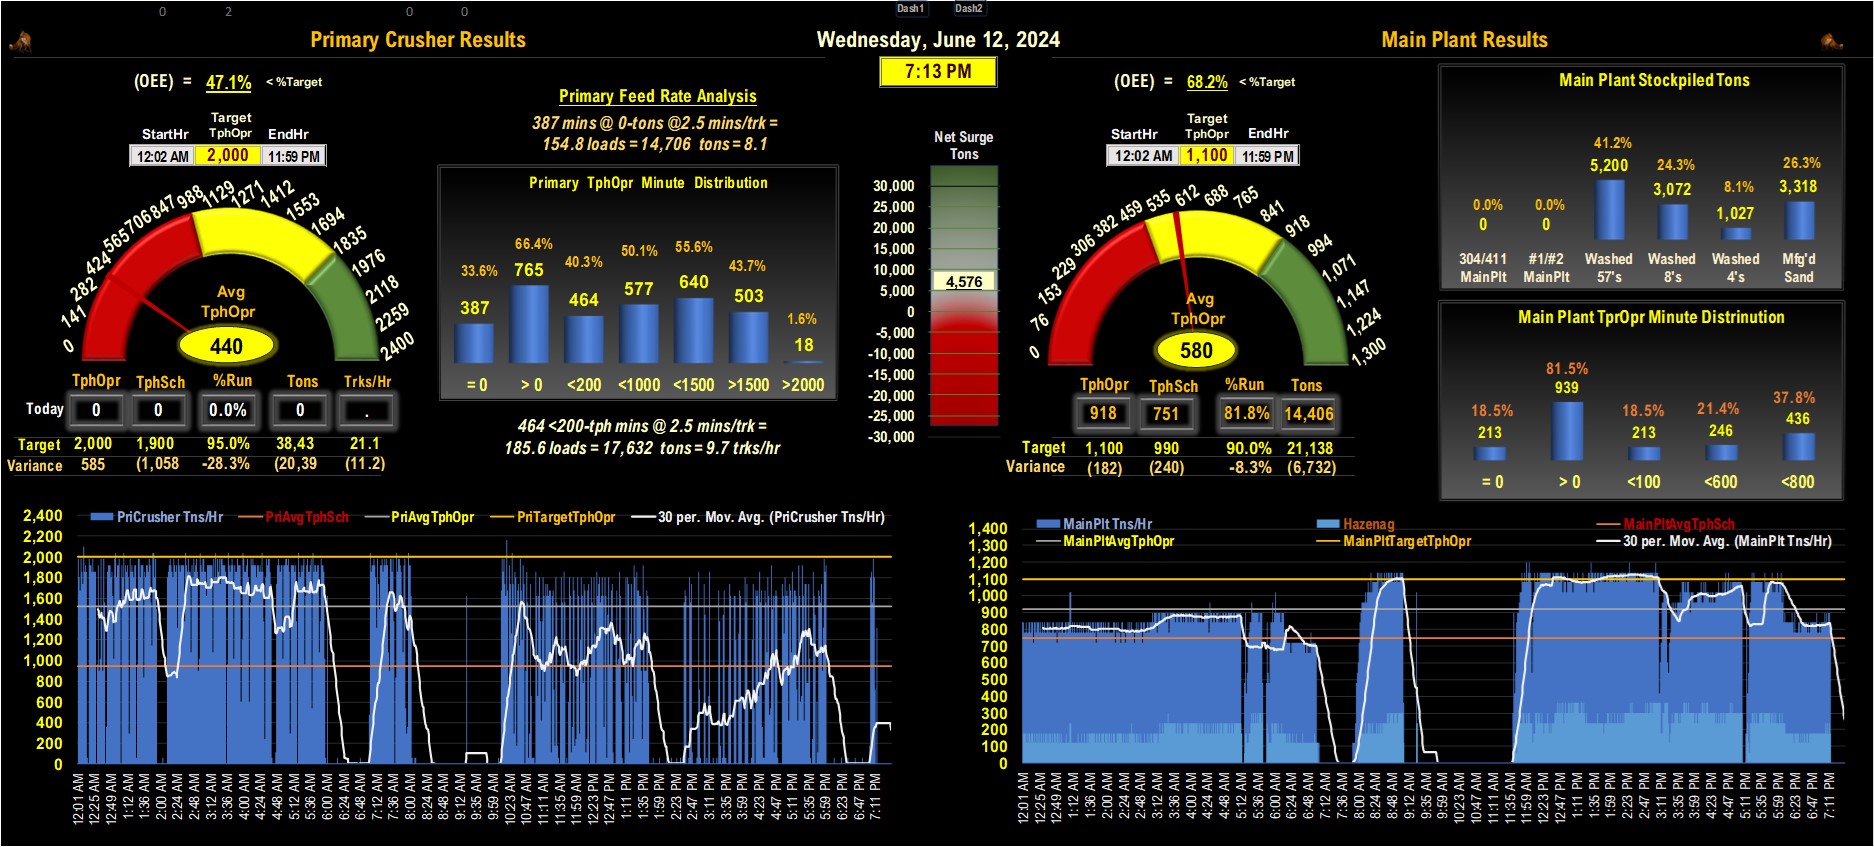 0 2 0 0 Dash1 Dash2
Primary Crusher Results
Wednesday, June 12, 2024
Main Plant Results
7:13 PM
(OEE) = 47.1% < %Target
StartHr Target TphOpr EndHr
12:02 AM 2,000 11:59 PM
0 141 282 424 565 706 847 988 1129 1271 1412 1553 1694 1835 1976 2118 2259 2400
Avg
TphOpr
440
TphOpr TphSch %Run Tons Trks/Hr
Today 0 0 0.0% 0 .
Target 2,000 1,900 95.0% 38,43 21.1
Variance 585 (1,058 -28.3% (20,39 (11.2)
Primary Feed Rate Analysis
387 mins @ 0-tons @2.5 mins/trk =
154.8 loads = 14,706 tons = 8.1
Primary TphOpr Minute Distribution
33.6% 66.4% 40.3% 50.1% 55.6% 43.7% 1.6%
387 765 464 577 640 503 18
= 0 > 0 <200 <1000 <1500 >1500 >2000
464 <200-tph mins @ 2.5 mins/trk =
185.6 loads = 17,632 tons = 9.7 trks/hr
Net Surge
Tons
30,000
25,000
20,000
15,000
10,000
4,576
5,000
0
-5,000
-10,000
-15,000
-20,000
-25,000
-30,000
(OEE) = 68.2% < %Target
StartHr Target TphOpr EndHr
12:02 AM 1,100 11:59 PM
0 76 153 229 306 382 459 535 612 688 765 841 918 994 1,071 1,147 1,224 1,300
Avg
TphOpr
580
TphOpr TphSch %Run Tons
918 751 81.8% 14,406
Target 1,100 990 90.0% 21,138
Variance (182) (240) -8.3% (6,732)
Main Plant Stockpiled Tons
0.0% 0.0% 41.2% 24.3% 8.1% 26.3%
0 0 5,200 3,072 1,027 3,318
304/411 #1/#2 Washed Washed Washed Mfg'd
MainPlt MainPlt 57's 8's 4's Sand
Main Plant TprOpr Minute Distrinution
18.5% 81.5% 18.5% 21.4% 37.8%
213 939 213 246 436
= 0 > 0 <100 <600 <800
PriCrusher Tns/Hr PriAvgTphSch PriAvgTphOpr PriTargetTphOpr 30 per. Mov. Avg. (PriCrusher Tns/Hr)
2,400
2,200
2,000
1,800
1,600
1,400
1,200
1,000
800
600
400
200
0
12:01 AM 12:25 AM 12:49 AM 1:12 AM 1:36 AM 2:00 AM 2:24 AM 2:48 AM 3:12 AM 3:36 AM 4:00 AM 4:24 AM 4:48 AM 5:12 AM 5:36 AM 6:00 AM 6:24 AM 6:48 AM 7:12 AM 7:36 AM 8:00 AM 8:24 AM 8:48 AM 9:12 AM 9:35 AM 9:59 AM 10:23 AM 10:47 AM 11:11 AM 11:35 AM 11:59 AM 12:23 PM 12:47 PM 1:11 PM 1:35 PM 1:59 PM 2:23 PM 2:47 PM 3:11 PM 3:35 PM 3:59 PM 4:23 PM 4:47 PM 5:11 PM 5:35 PM 5:59 PM 6:23 PM 6:47 PM 7:11 PM
MainPlt Tns/Hr Hazenag MainPltAvgTphSch
MainPltAvgTphOpr MainPltTargetTphOpr 30 per. Mov. Avg. (MainPlt Tns/Hr)
1,400
1,300
1,200
1,100
1,000
900
800
700
600
500
400
300
200
100
0
12:01 AM 12:25 AM 12:49 AM 1:12 AM 1:36 AM 2:00 AM 2:24 AM 2:48 AM 3:12 AM 3:36 AM 4:00 AM 4:24 AM 4:48 AM 5:12 AM 5:36 AM 6:00 AM 6:24 AM 6:48 AM 7:12 AM 7:36 AM 8:00 AM 8:24 AM 8:48 AM 9:12 AM 9:35 AM 9:59 AM 10:23 AM 10:47 AM 11:11 AM 11:35 AM 11:59 AM 12:23 PM 12:47 PM 1:11 PM 1:35 PM 1:59 PM 2:23 PM 2:47 PM 3:11 PM 3:35 PM 3:59 PM 4:23 PM 4:47 PM 5:11 PM 5:35 PM 5:59 PM 6:23 PM 6:47 PM 7:11 PM